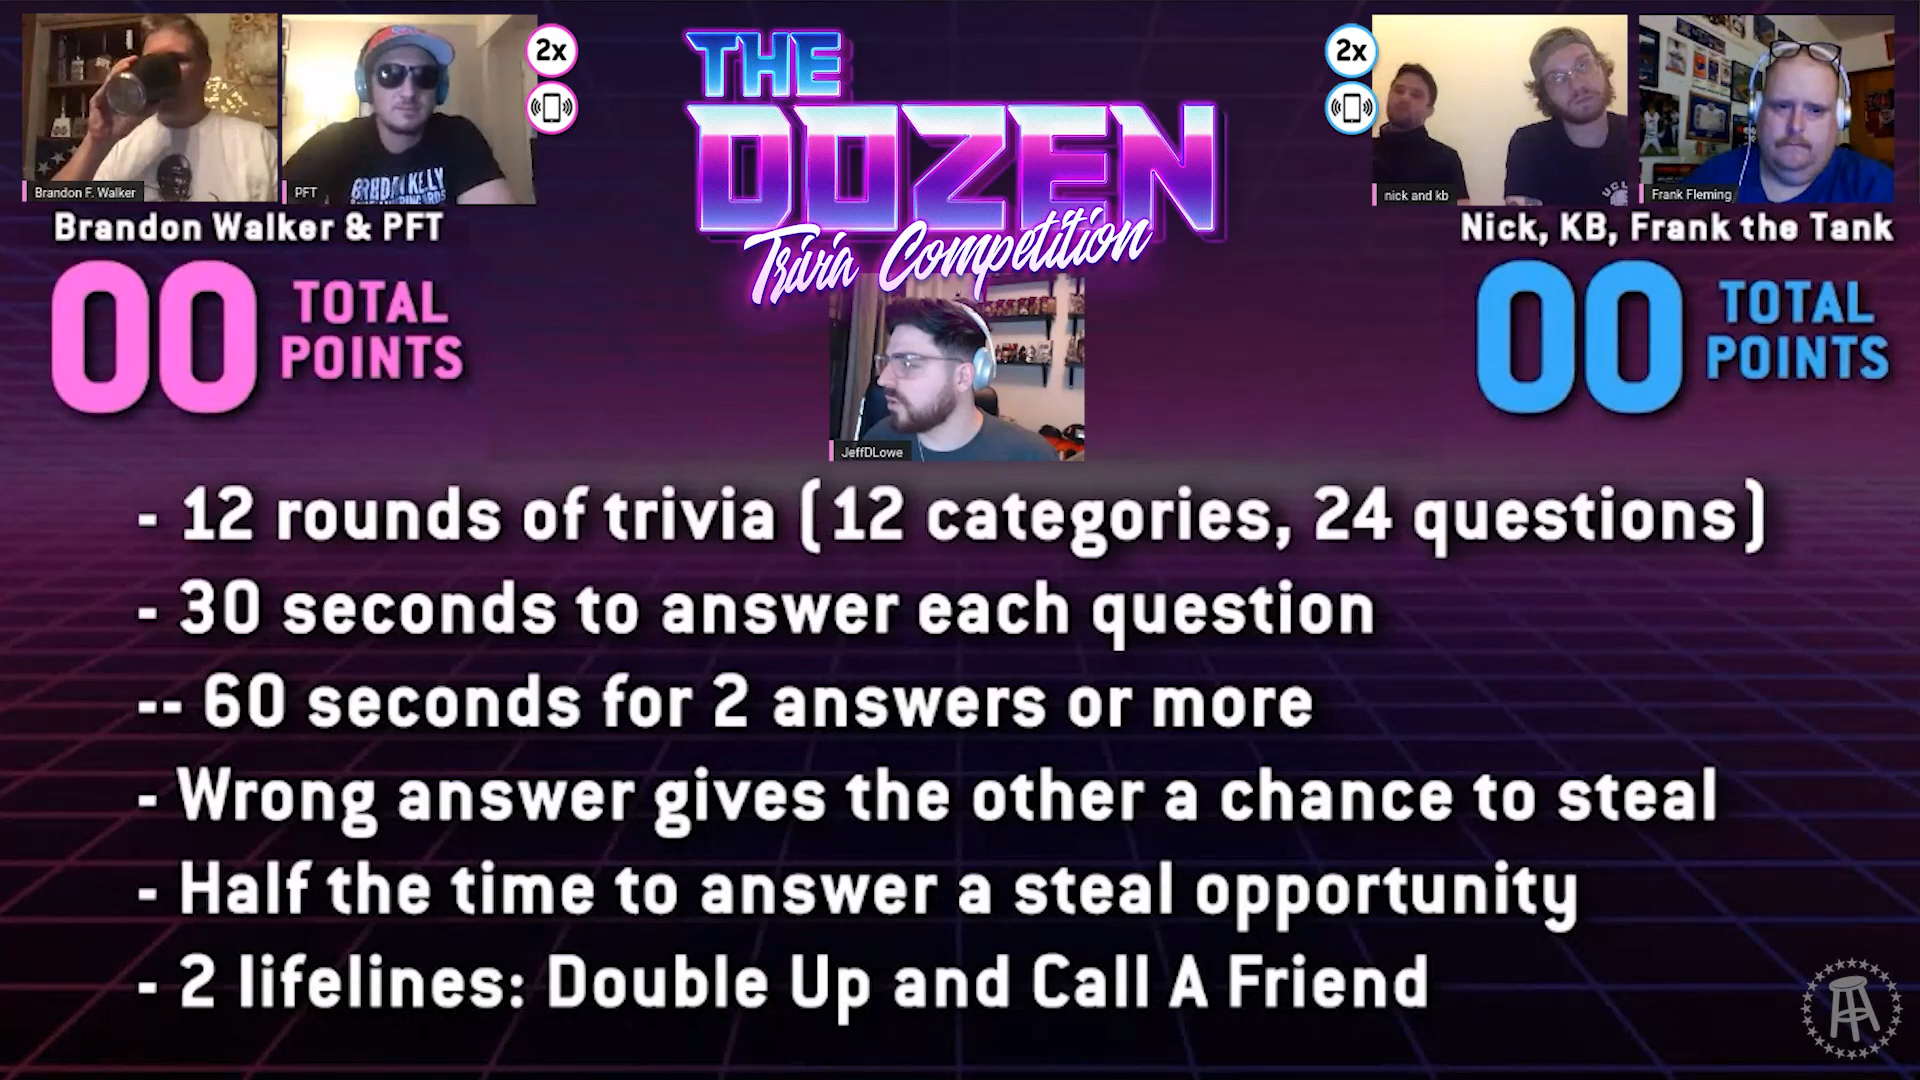 THE
DOZEN
Trivia Competition
2x
2x
Brandon F. Walker
PFT
nick and kb
Frank Fleming
Brandon Walker & PFT
Nick, KB, Frank the Tank
00 TOTAL POINTS
00 TOTAL POINTS
JeffDLowe
- 12 rounds of trivia (12 categories, 24 questions)
- 30 seconds to answer each question
-- 60 seconds for 2 answers or more
- Wrong answer gives the other a chance to steal
- Half the time to answer a steal opportunity
- 2 lifelines: Double Up and Call A Friend